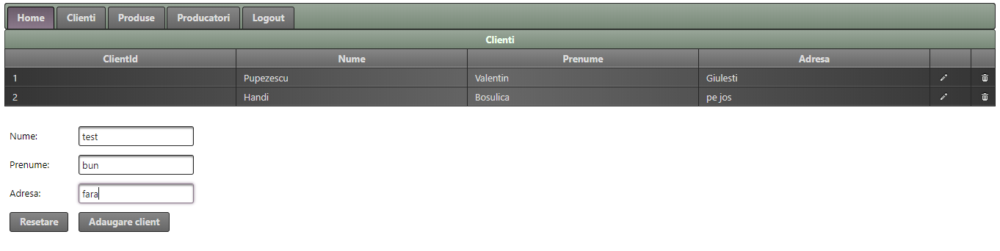 Home Clienti Produse Producatori Logout
Clienti
ClientId Nume Prenume Adresa
1 Pupezescu Valentin Giulesti
2 Handi Bosulica pe jos
Nume: test
Prenume: bun
Adresa: fara
Resetare Adaugare client